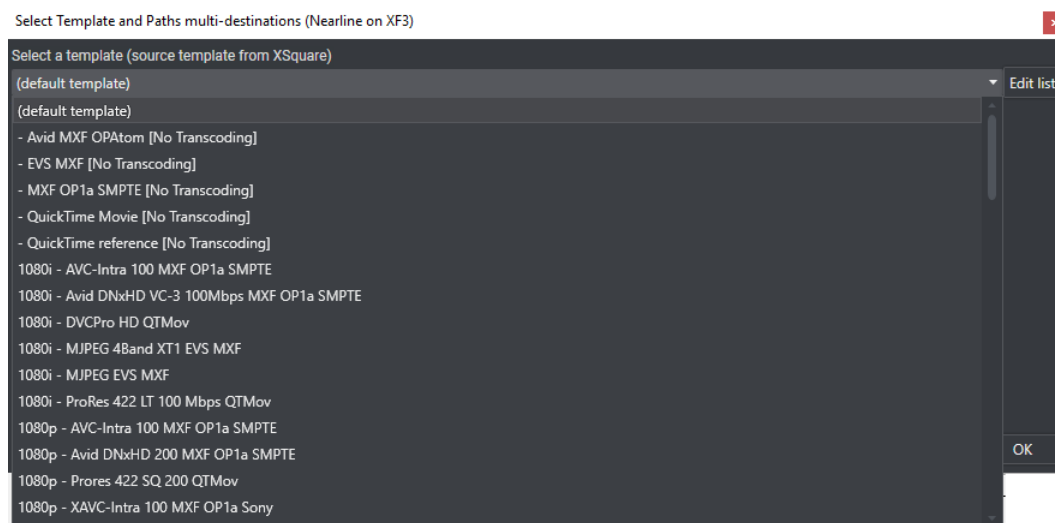 Select Template and Paths multi-destinations (Nearline on XF3)
Select a template (source template from XSquare)
(default template)
Edit list
(default template)
- Avid MXF OPAtom [No Transcoding]
- EVS MXF [No Transcoding]
- MXF OP1a SMPTE [No Transcoding]
- QuickTime Movie [No Transcoding]
- QuickTime reference [No Transcoding]
1080i - AVC-Intra 100 MXF OP1a SMPTE
1080i - Avid DNxHD VC-3 100Mbps MXF OP1a SMPTE
1080i - DVCPro HD QTMov
1080i - MJPEG 4Band XT1 EVS MXF
1080i - MJPEG EVS MXF
1080i - ProRes 422 LT 100 Mbps QTMov
1080p - AVC-Intra 100 MXF OP1a SMPTE
1080p - Avid DNxHD 200 MXF OP1a SMPTE
OK
1080p - Prores 422 SQ 200 QTMov
1080p - XAVC-Intra 100 MXF OP1a Sony